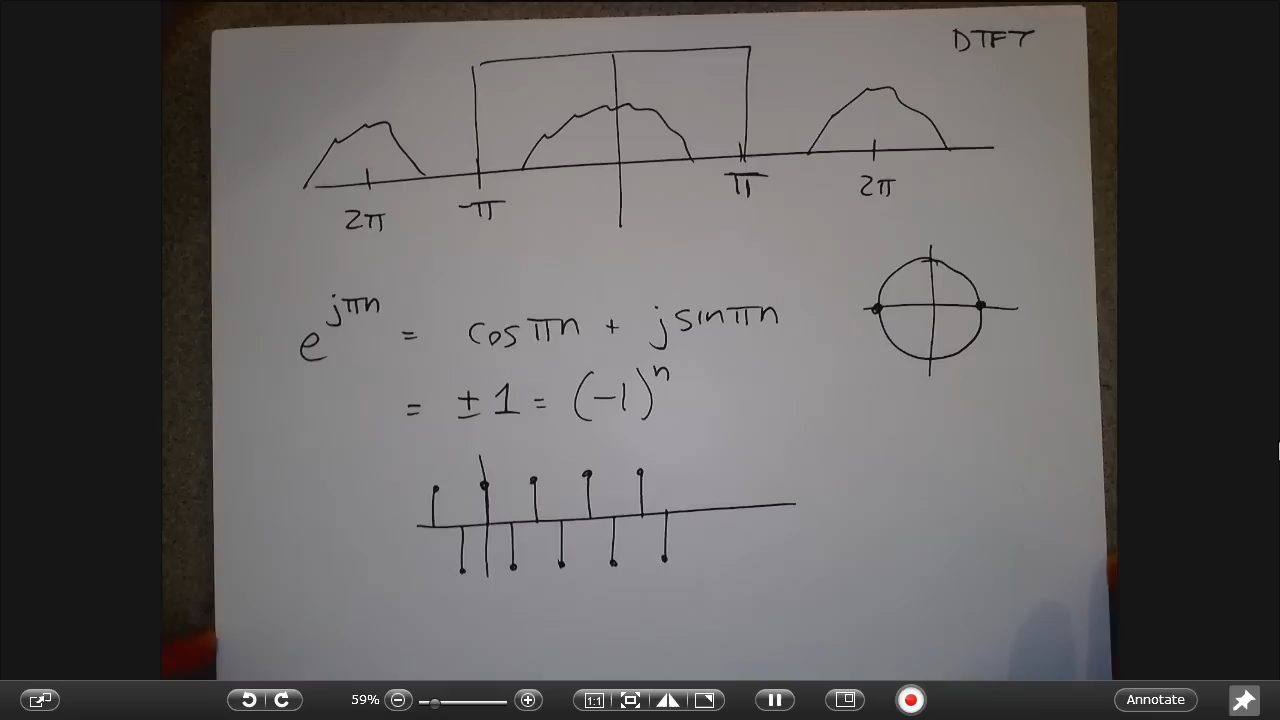 DTFT
2π -π π 2π
e^{jπn} = cos πn + j sin πn
= ±1 = (-1)^n
59% 1:1 Annotate